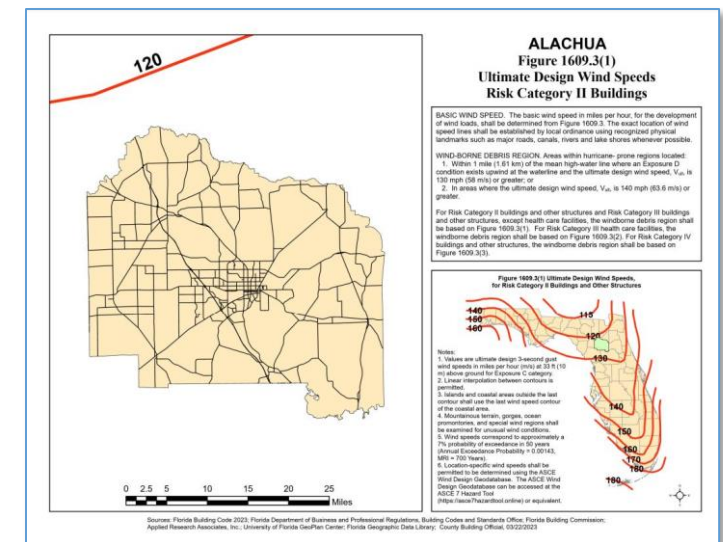 120
0 2.5 5 10 15 20 25
Miles
ALACHUA
Figure 1609.3(1)
Ultimate Design Wind Speeds
Risk Category II Buildings
BASIC WIND SPEED. The basic wind speed in miles per hour, for the development
of wind loads, shall be determined from Figure 1609.3. The exact location of wind
speed lines shall be established by local ordinance using recognized physical
landmarks such as major roads, canals, rivers and lake shores whenever possible.
WIND-BORNE DEBRIS REGION. Areas within hurricane- prone regions located:
1. Within 1 mile (1.61 km) of the mean high-water line where an Exposure D
condition exists upwind at the waterline and the ultimate design wind speed, Vult, is
130 mph (58 m/s) or greater; or
2. In areas where the ultimate design wind speed, Vult, is 140 mph (63.6 m/s) or
greater.
For Risk Category II buildings and other structures and Risk Category III buildings
and other structures, except health care facilities, the windborne debris region shall
be based on Figure 1609.3(1). For Risk Category III health care facilities, the
windborne debris region shall be based on Figure 1609.3(2). For Risk Category IV
buildings and other structures, the windborne debris region shall be based on
Figure 1609.3(3).
Figure 1609.3(1) Ultimate Design Wind Speeds,
for Risk Category II Buildings and Other Structures
140
150
160
115
120
130
140
150
160
170
180
180
Notes:
1. Values are ultimate design 3-second gust
wind speeds in miles per hour (m/s) at 33 ft (10
m) above ground for Exposure C category.
2. Linear interpolation between contours is
permitted.
3. Islands and coastal areas outside the last
contour shall use the last wind speed contour
of the coastal area.
4. Mountainous terrain, gorges, ocean
promontories, and special wind regions shall
be examined for unusual wind conditions.
5. Wind speeds correspond to approximately a
7% probability of exceedance in 50 years
(Annual Exceedance Probability = 0.00143,
MRI = 700 Years).
6. Location-specific wind speeds shall be
permitted to be determined using the ASCE
Wind Design Geodatabase. The ASCE Wind
Design Geodatabase can be accessed at the
ASCE 7 Hazard Tool
(https://asce7hazardtool.online) or equivalent.
Sources: Florida Building Code 2023; Florida Department of Business and Professional Regulations, Building Codes and Standards Office; Florida Building Commission;
Applied Research Associates, Inc.; University of Florida GeoPlan Center; Florida Geographic Data Library; County Building Official, 03/22/2023